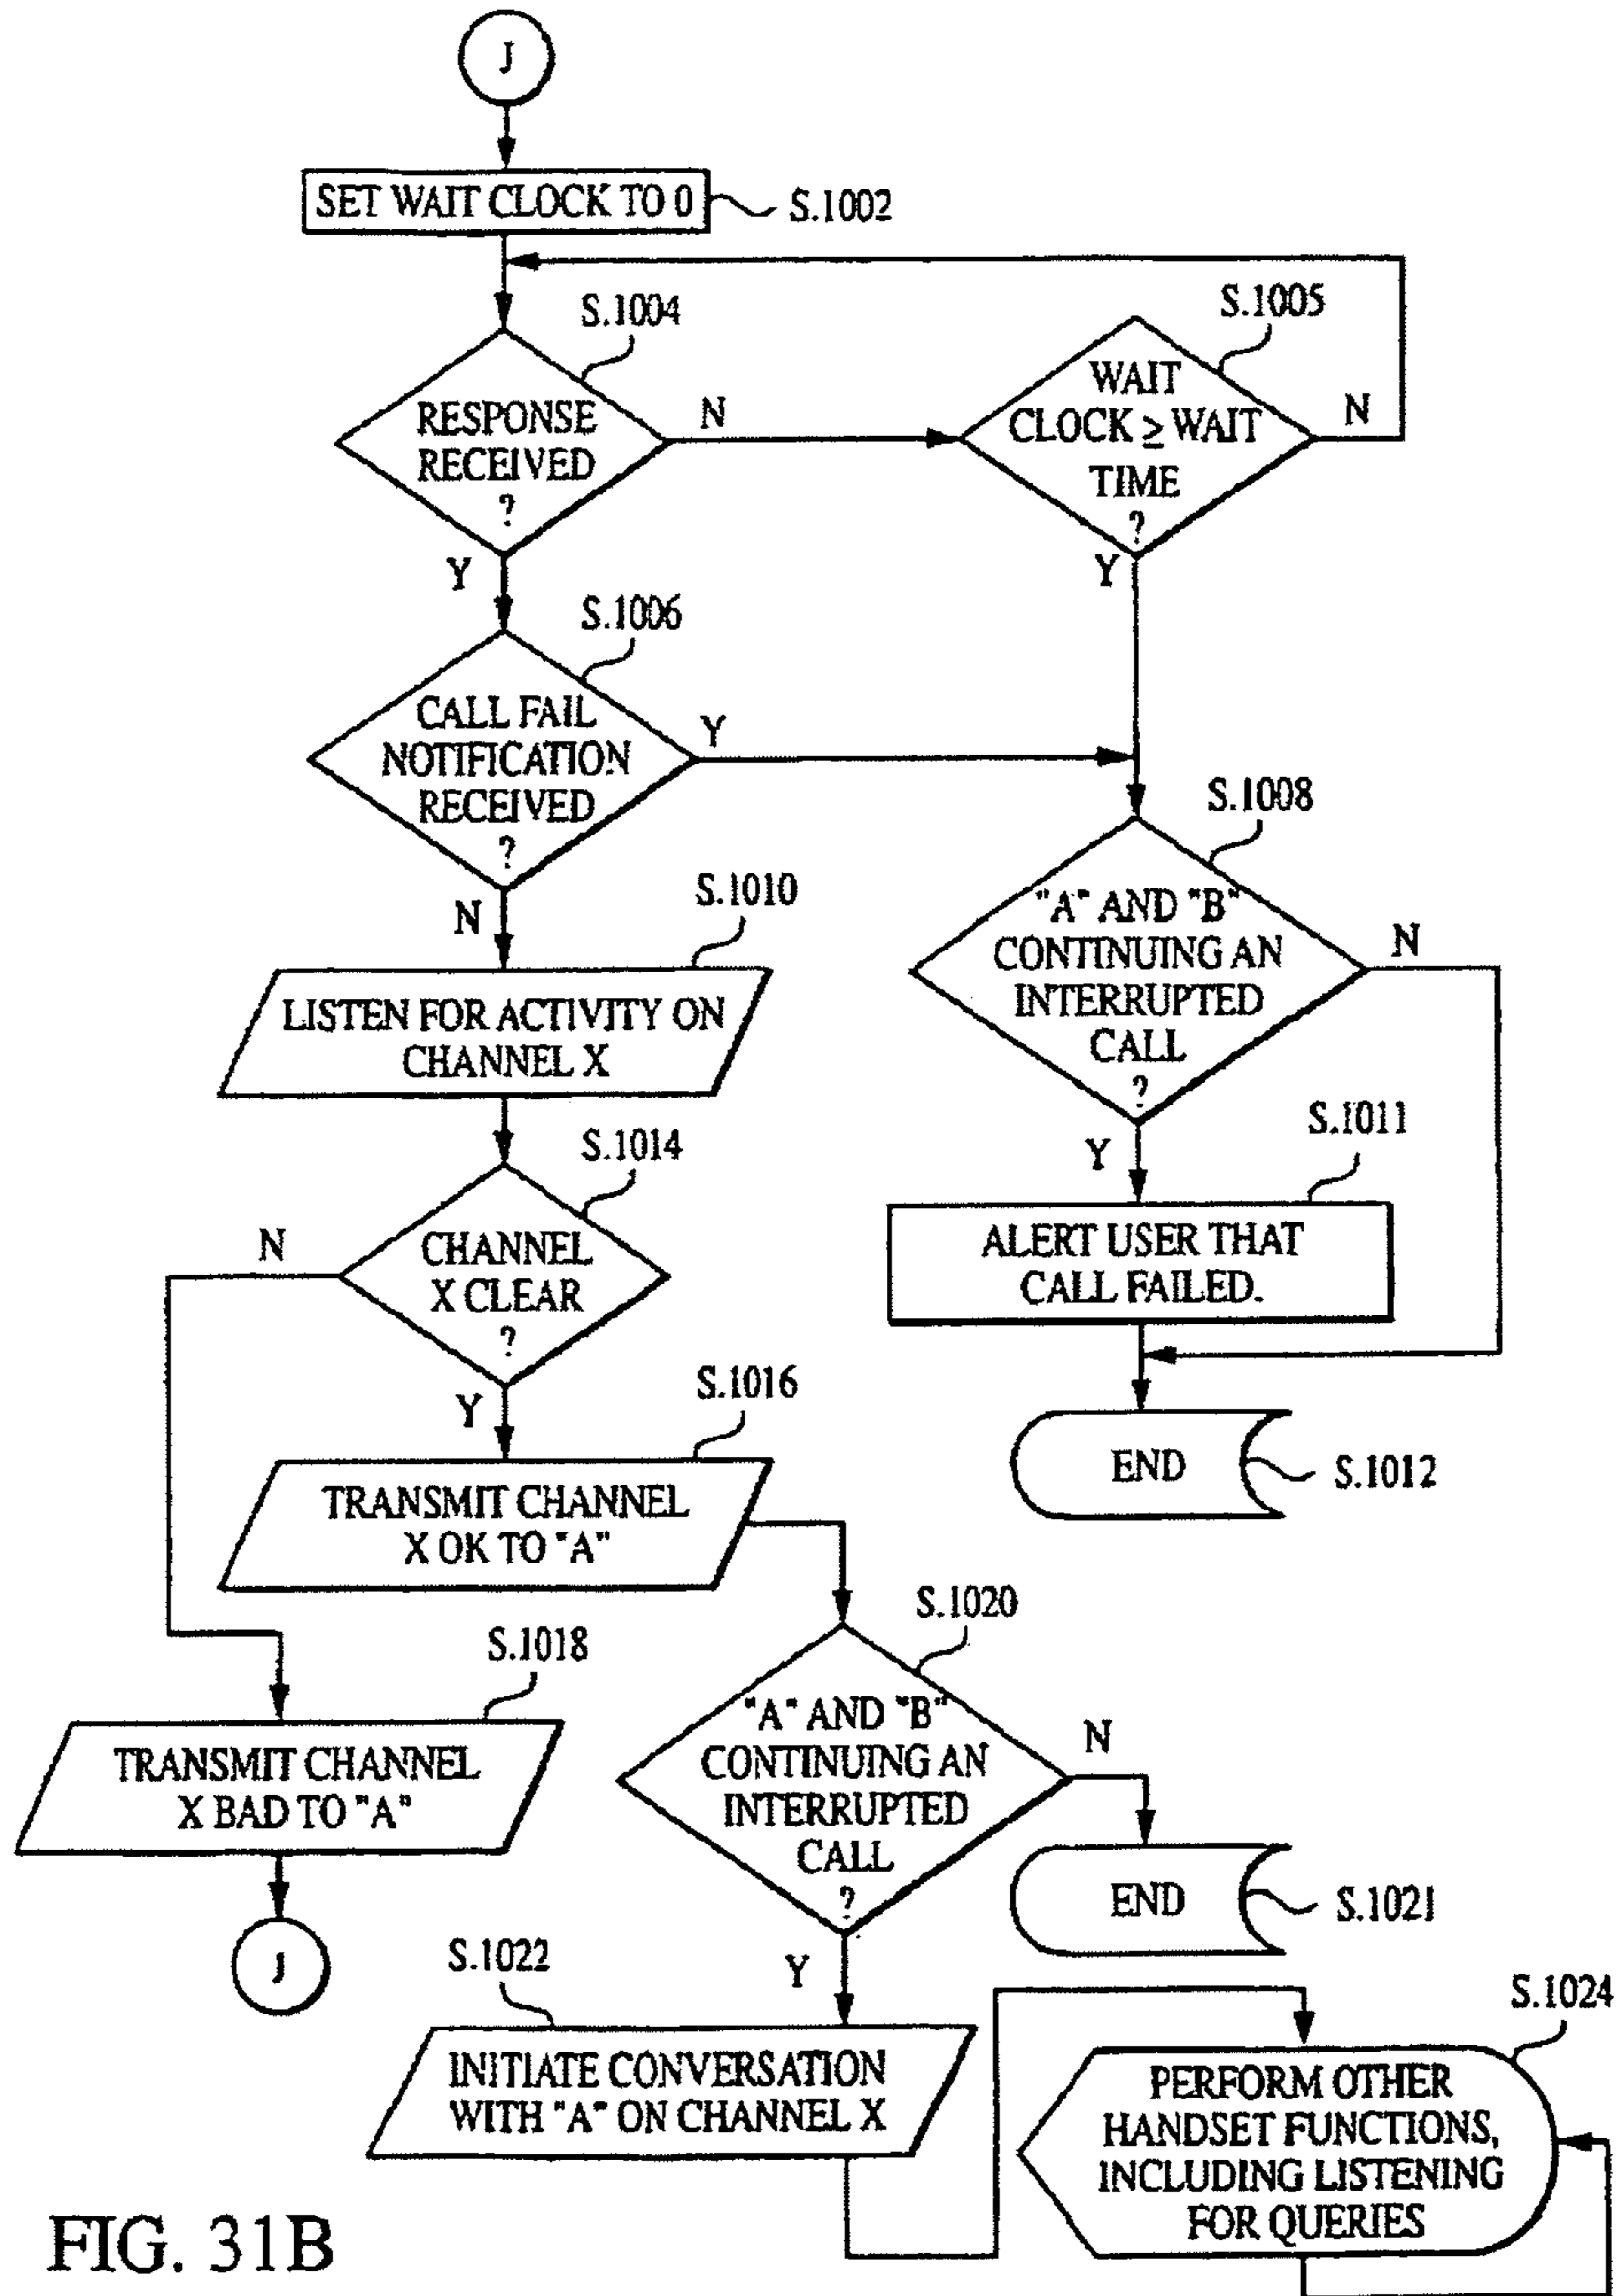 J
SET WAIT CLOCK TO 0
S.1002
S.1004
RESPONSE
RECEIVED
?
N
Y
S.1005
WAIT
CLOCK ≥ WAIT
TIME
?
N
Y
S.1006
CALL FAIL
NOTIFICATION
RECEIVED
?
Y
N
S.1008
"A" AND "B"
CONTINUING AN
INTERRUPTED
CALL
?
N
Y
S.1010
LISTEN FOR ACTIVITY ON
CHANNEL X
S.1011
ALERT USER THAT
CALL FAILED.
S.1014
CHANNEL
X CLEAR
?
N
Y
END
S.1012
S.1016
TRANSMIT CHANNEL
X OK TO "A"
S.1018
TRANSMIT CHANNEL
X BAD TO "A"
J
S.1020
"A" AND "B"
CONTINUING AN
INTERRUPTED
CALL
?
N
Y
END
S.1021
S.1022
INITIATE CONVERSATION
WITH "A" ON CHANNEL X
S.1024
PERFORM OTHER
HANDSET FUNCTIONS,
INCLUDING LISTENING
FOR QUERIES
FIG. 31B